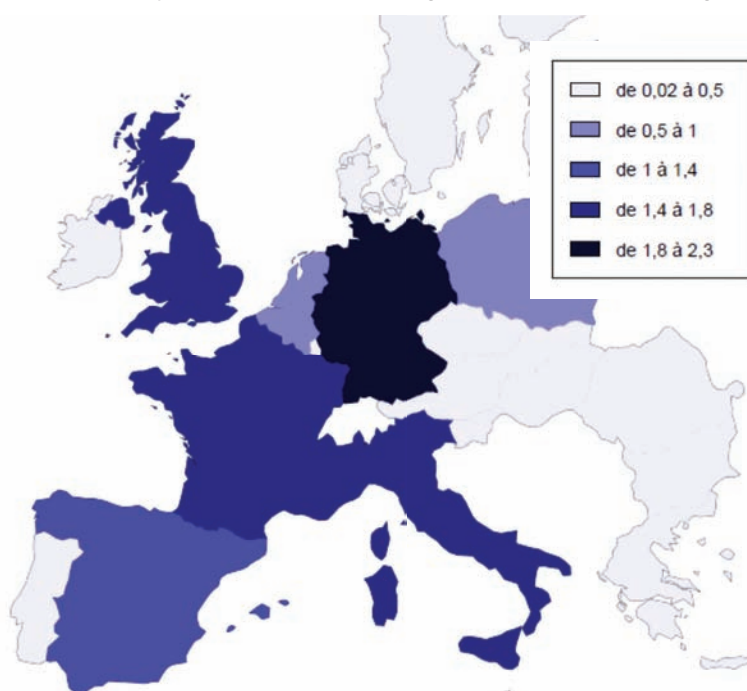 de 0,02 à 0,5
de 0,5 à 1
de 1 à 1,4
de 1,4 à 1,8
de 1,8 à 2,3